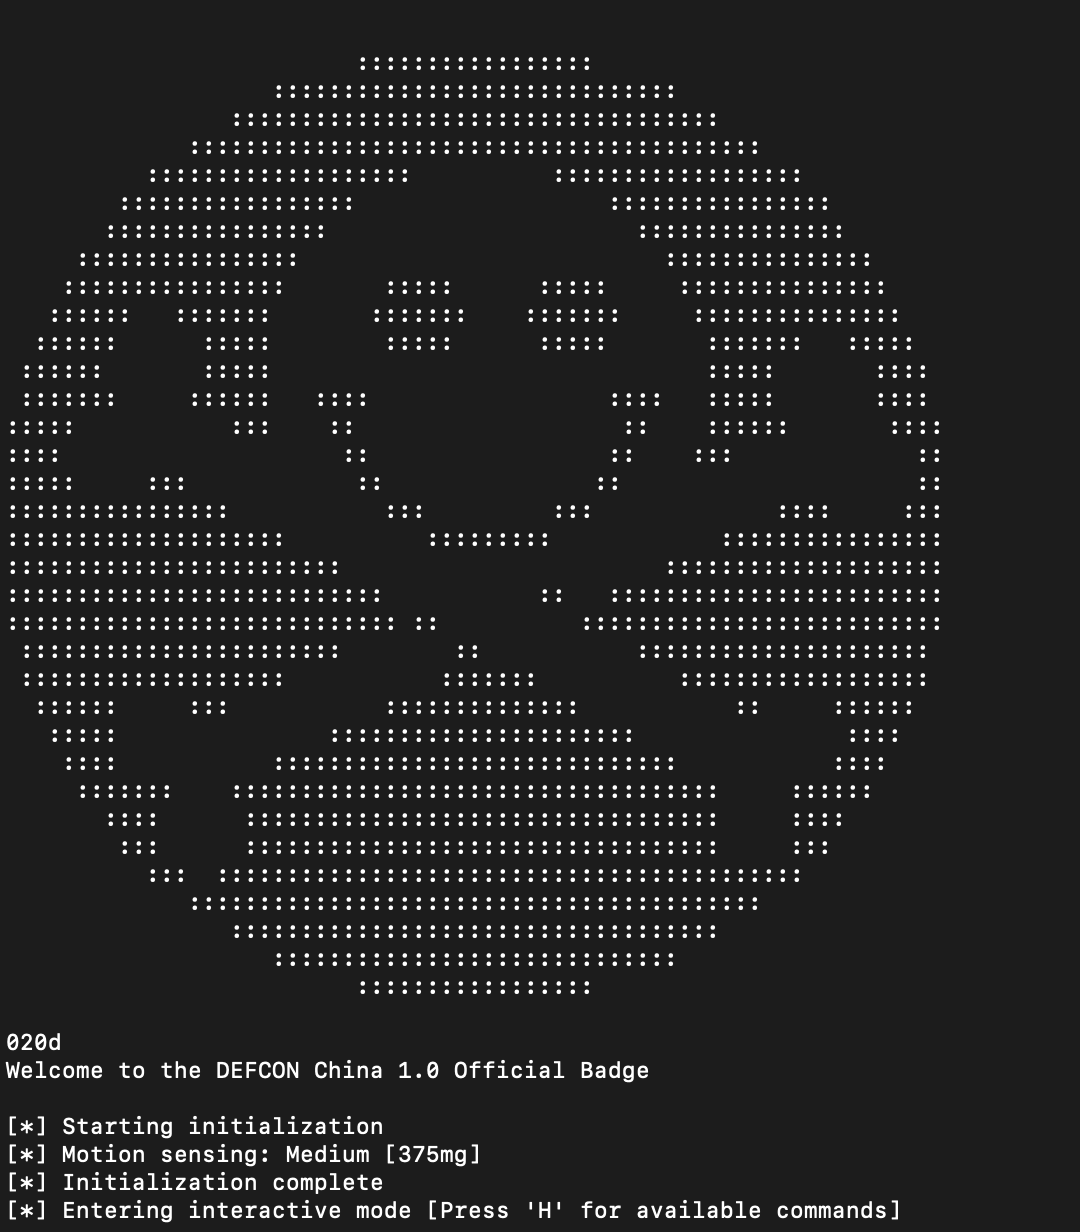 020d
Welcome to the DEFCON China 1.0 Official Badge
[*] Starting initialization
[*] Motion sensing: Medium [375mg]
[*] Initialization complete
[*] Entering interactive mode [Press 'H' for available commands]